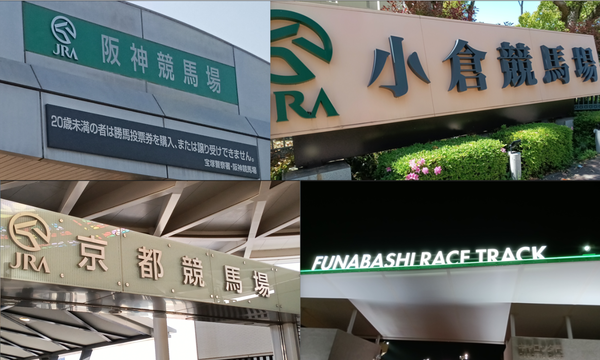 JRA 阪神競馬場
20歳未満の者は勝馬投票券を購入、または譲り受けできません。
宝塚警察署・阪神競馬場
JRA 小倉競馬場
JRA 京都競馬場
FUNABASHI RACE TRACK